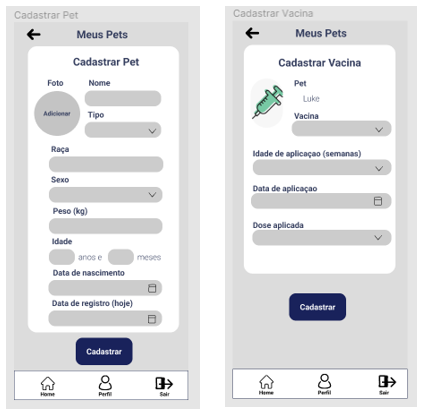 Cadastrar Pet
Meus Pets
Cadastrar Pet
Foto
Nome
Adicionar
Tipo
Raça
Sexo
Peso (kg)
Idade
anos e
meses
Data de nascimento
Data de registro (hoje)
Cadastrar
Home
Perfil
Sair
Cadastrar Vacina
Meus Pets
Cadastrar Vacina
Pet
Luke
Vacina
Idade de aplicaçao (semanas)
Data de aplicaçao
Dose aplicada
Cadastrar
Home
Perfil
Sair